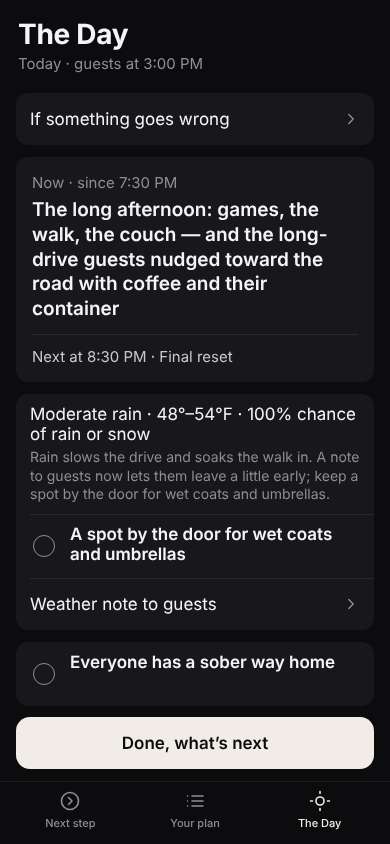 The Day
Today · guests at 3:00 PM
If something goes wrong
Now · since 7:30 PM
The long afternoon: games, the
walk, the couch — and the long-
drive guests nudged toward the
road with coffee and their
container
Next at 8:30 PM · Final reset
Moderate rain · 48°–54°F · 100% chance
of rain or snow
Rain slows the drive and soaks the walk in. A note
to guests now lets them leave a little early; keep a
spot by the door for wet coats and umbrellas.
A spot by the door for wet coats
and umbrellas
Weather note to guests
Everyone has a sober way home
Done, what’s next
Next step
Your plan
The Day